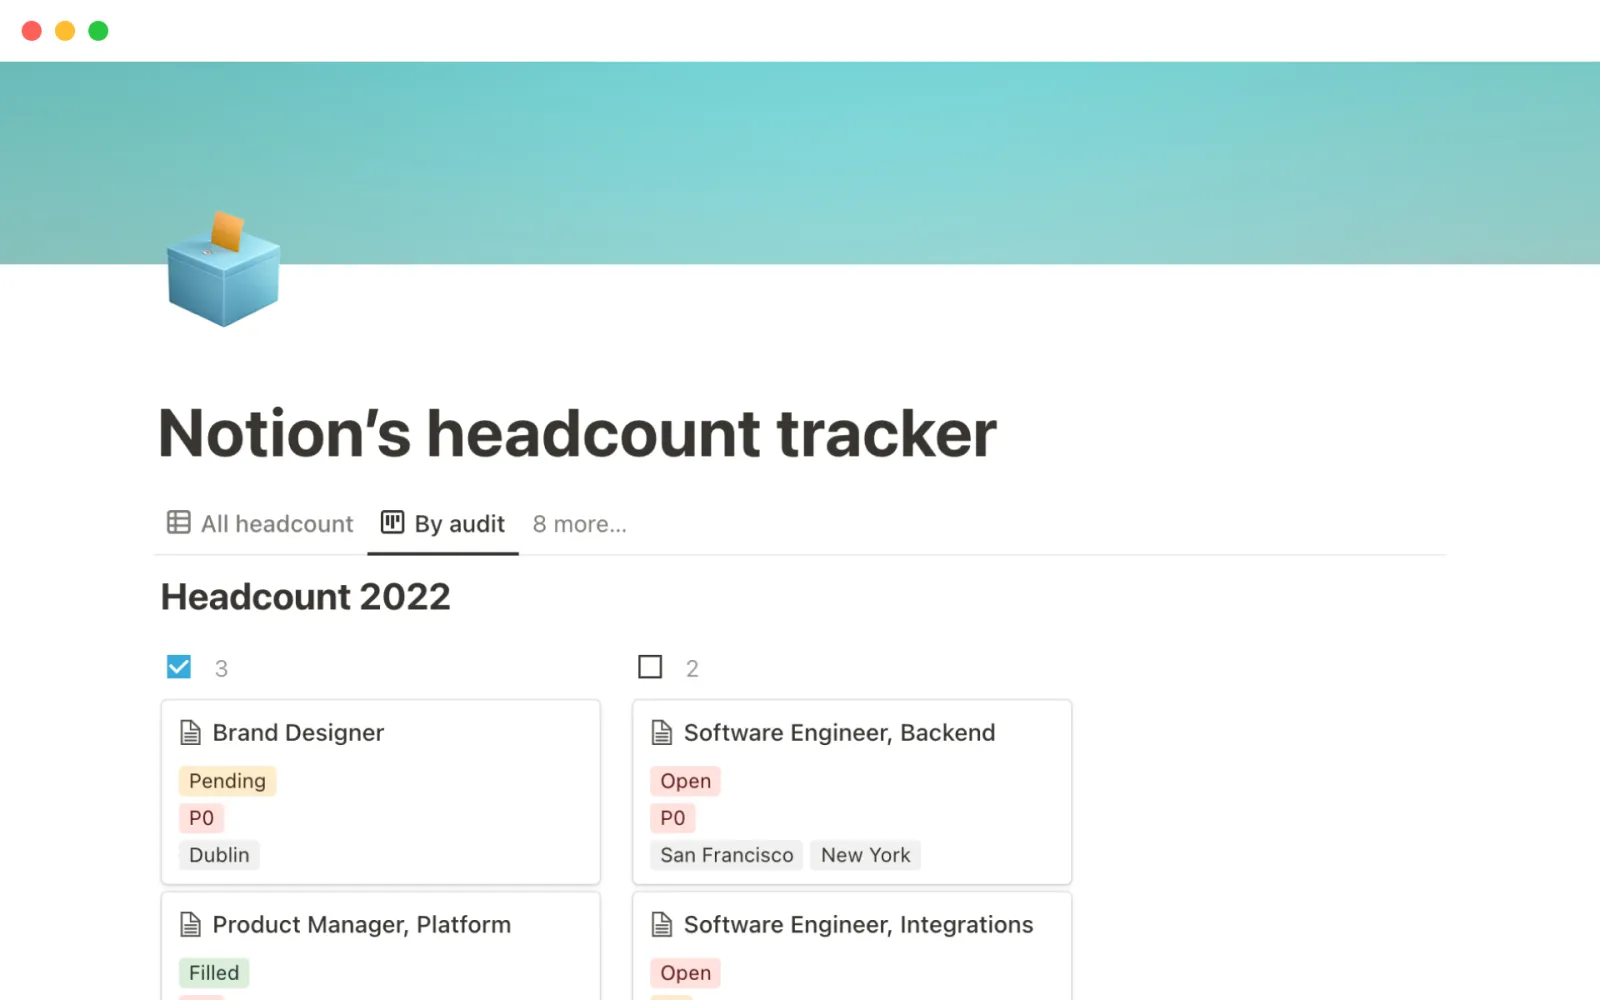 Notion’s headcount tracker
All headcount By audit 8 more...
Headcount 2022
3
2
Brand Designer
Pending
P0
Dublin
Product Manager, Platform
Filled
Software Engineer, Backend
Open
P0
San Francisco New York
Software Engineer, Integrations
Open